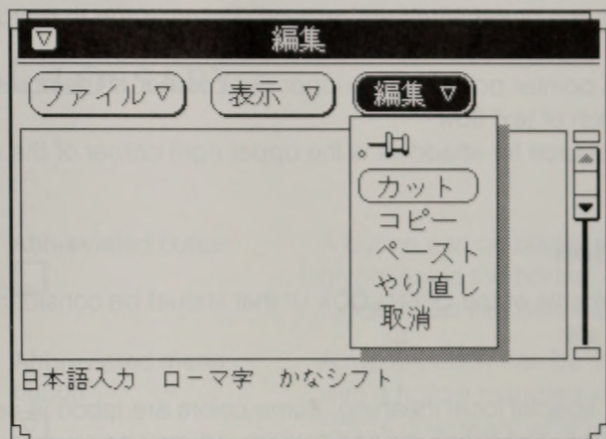 編集
ファイル 表示 編集
カット
コピー
ペースト
やり直し
取消
日本語入力 ローマ字 かなシフト